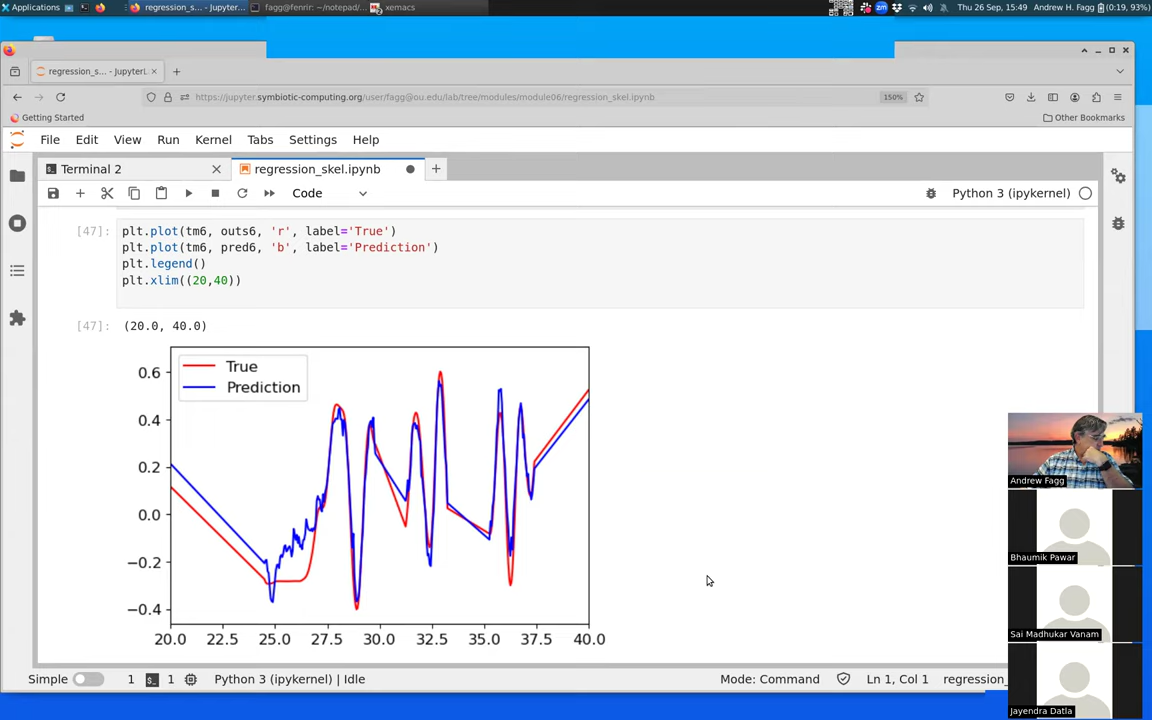 Applications
regression_s... - Jupyter...
fagg@fenrir: ~/notepad/...
xemacs
Thu 26 Sep, 15:49
Andrew H. Fagg
(0:19, 93%)
regression_s... - JupyterL
https://jupyter.symbiotic-computing.org/user/fagg@ou.edu/lab/tree/modules/module06/regression_skel.ipynb
150%
Getting Started
Other Bookmarks
File Edit View Run Kernel Tabs Settings Help
Terminal 2
regression_skel.ipynb
Code
Python 3 (ipykernel)
[47]:
plt.plot(tm6, outs6, 'r', label='True')
plt.plot(tm6, pred6, 'b', label='Prediction')
plt.legend()
plt.xlim((20,40))
[47]:
(20.0, 40.0)
True
Prediction
0.6
0.4
0.2
0.0
−0.2
−0.4
20.0 22.5 25.0 27.5 30.0 32.5 35.0 37.5 40.0
Andrew Fagg
Bhaumik Pawar
Sai Madhukar Vanam
Jayendra Datla
Simple
1
1
Python 3 (ipykernel) | Idle
Mode: Command
Ln 1, Col 1
regression_